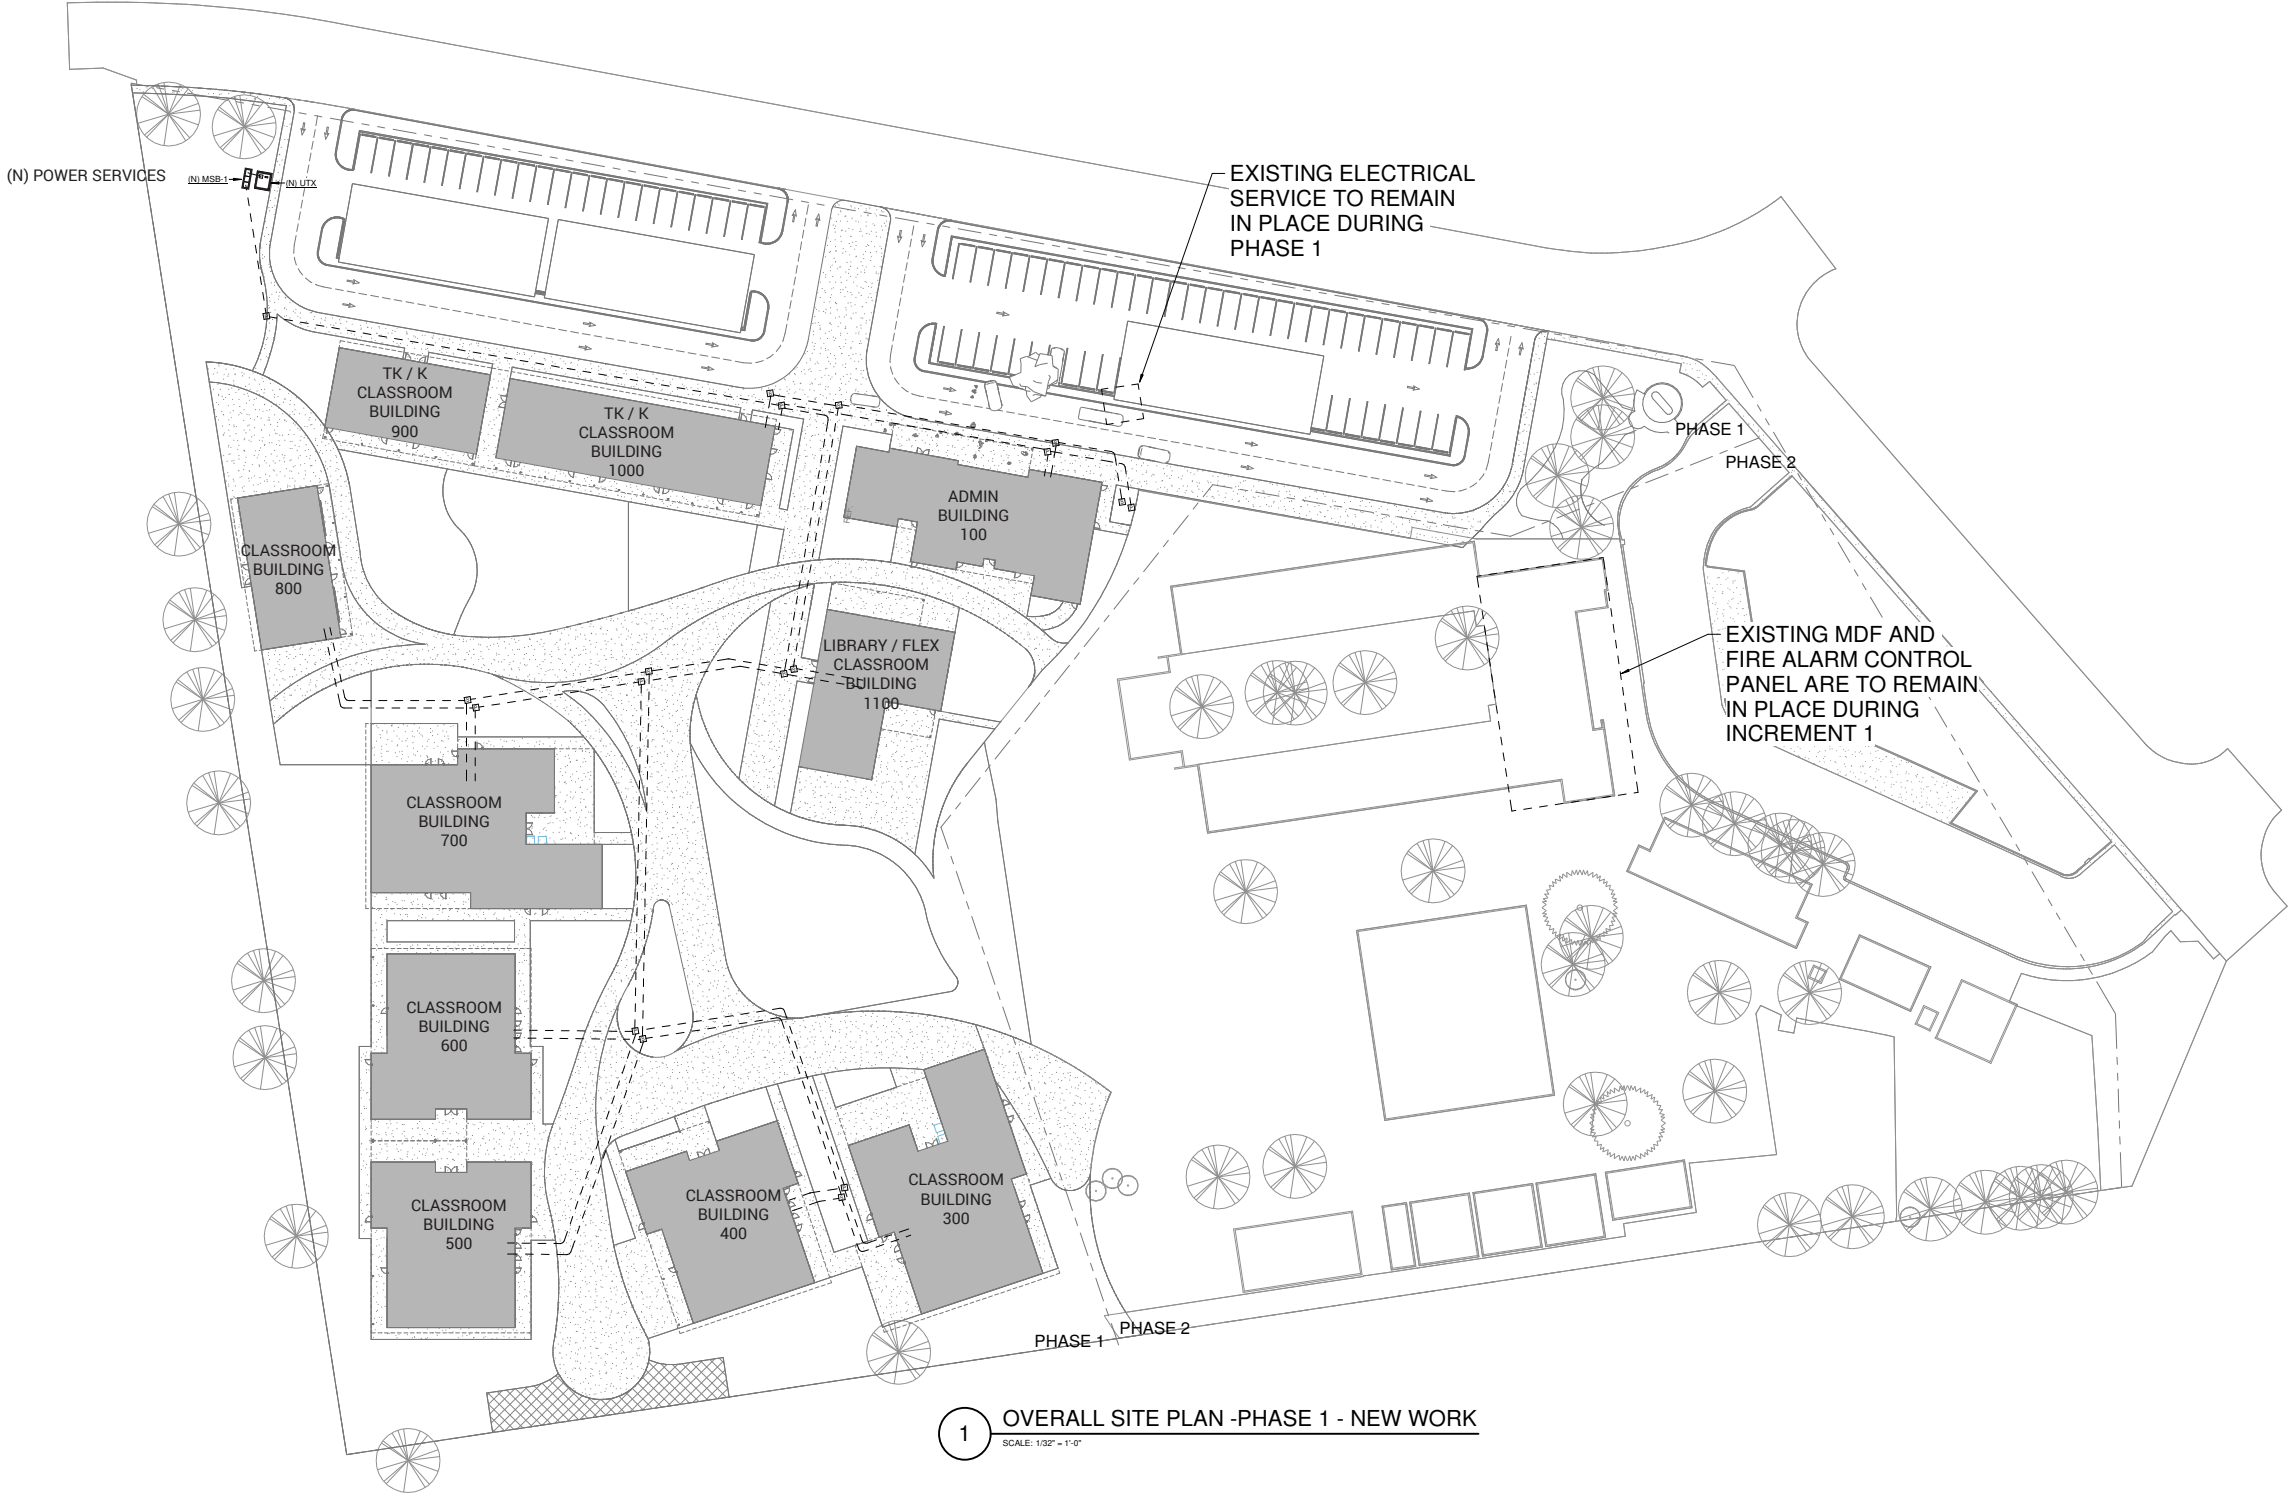 (N) POWER SERVICES
(N) MSB-1
(N) UTX
EXISTING ELECTRICAL
SERVICE TO REMAIN
IN PLACE DURING
PHASE 1
TK / K
CLASSROOM
BUILDING
900
TK / K
CLASSROOM
BUILDING
1000
PHASE 1
PHASE 2
ADMIN
BUILDING
100
CLASSROOM
BUILDING
800
LIBRARY / FLEX
CLASSROOM
BUILDING
1100
EXISTING MDF AND
FIRE ALARM CONTROL
PANEL ARE TO REMAIN
IN PLACE DURING
INCREMENT 1
CLASSROOM
BUILDING
700
CLASSROOM
BUILDING
600
CLASSROOM
BUILDING
500
CLASSROOM
BUILDING
400
CLASSROOM
BUILDING
300
PHASE 1
PHASE 2
1
OVERALL SITE PLAN -PHASE 1 - NEW WORK
SCALE: 1/32" = 1'-0"